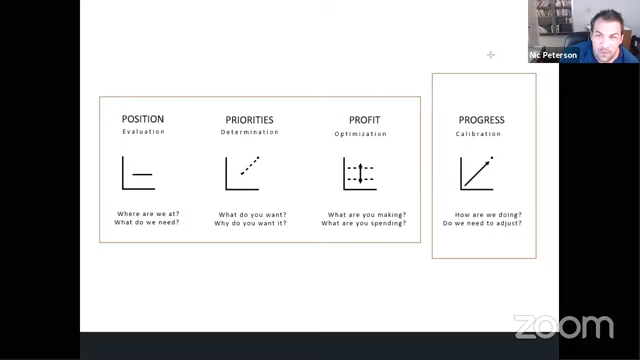 Nic Peterson
POSITION
Evaluation
Where are we at?
What do we need?
PRIORITIES
Determination
What do you want?
Why do you want it?
PROFIT
Optimization
What are you making?
What are you spending?
PROGRESS
Calibration
How are we doing?
Do we need to adjust?
zoom